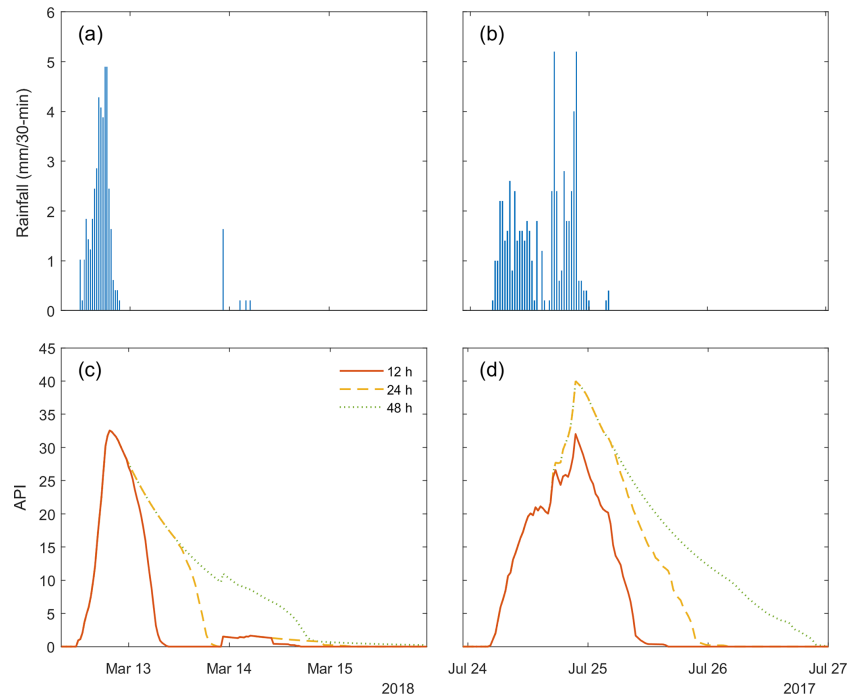 (a)
(b)
Rainfall (mm/30-min)
6
5
4
3
2
1
0
(c)
(d)
12 h
24 h
48 h
API
45
40
35
30
25
20
15
10
5
0
Mar 13
Mar 14
Mar 15
2018
Jul 24
Jul 25
Jul 26
Jul 27
2017